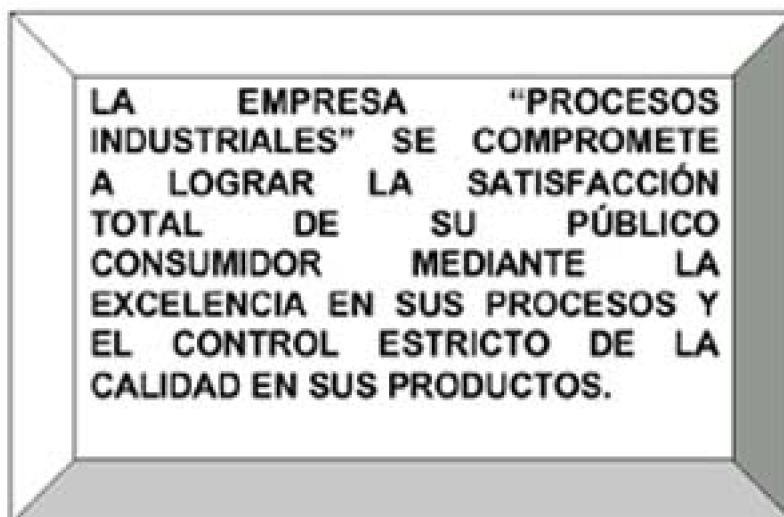 LA EMPRESA “PROCESOS
INDUSTRIALES” SE COMPROMETE
A LOGRAR LA SATISFACCIÓN
TOTAL DE SU PÚBLICO
CONSUMIDOR MEDIANTE LA
EXCELENCIA EN SUS PROCESOS Y
EL CONTROL ESTRICTO DE LA
CALIDAD EN SUS PRODUCTOS.